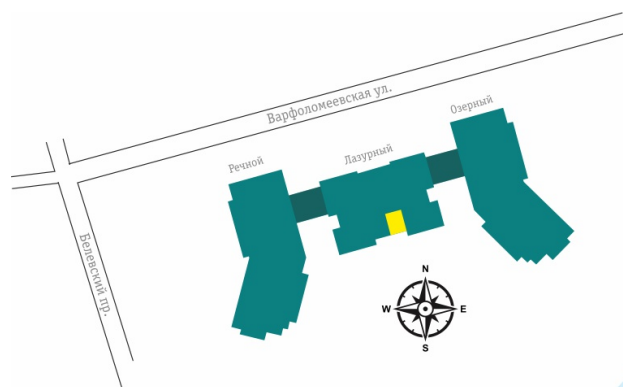 Варфоломеевская ул.
Озерный
Лазурный
Речной
Белевский пр.
N
W
E
S